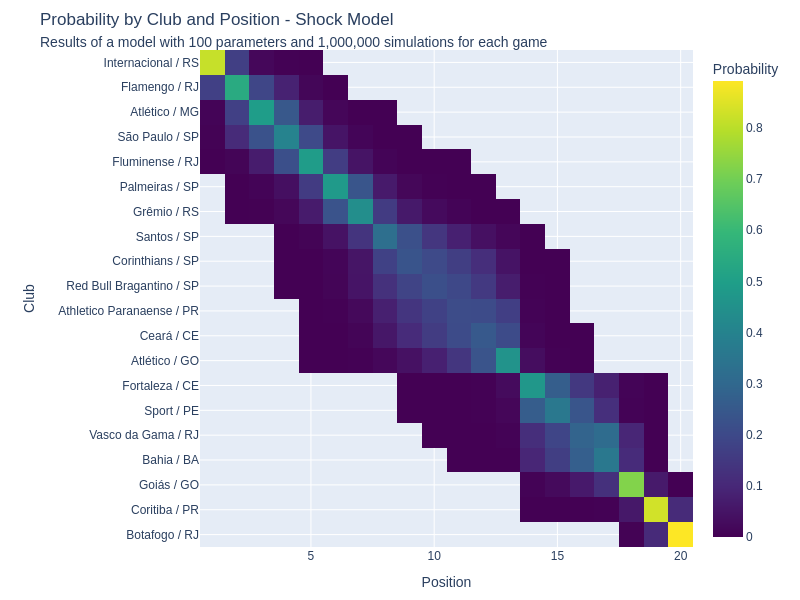 Probability by Club and Position - Shock Model
Results of a model with 100 parameters and 1,000,000 simulations for each game
Probability
Internacional / RS
Flamengo / RJ
Atlético / MG
São Paulo / SP
Fluminense / RJ
Palmeiras / SP
Grêmio / RS
Santos / SP
Corinthians / SP
Red Bull Bragantino / SP
Athletico Paranaense / PR
Ceará / CE
Atlético / GO
Fortaleza / CE
Sport / PE
Vasco da Gama / RJ
Bahia / BA
Goiás / GO
Coritiba / PR
Botafogo / RJ
Club
5
10
15
20
Position
0.8
0.7
0.6
0.5
0.4
0.3
0.2
0.1
0